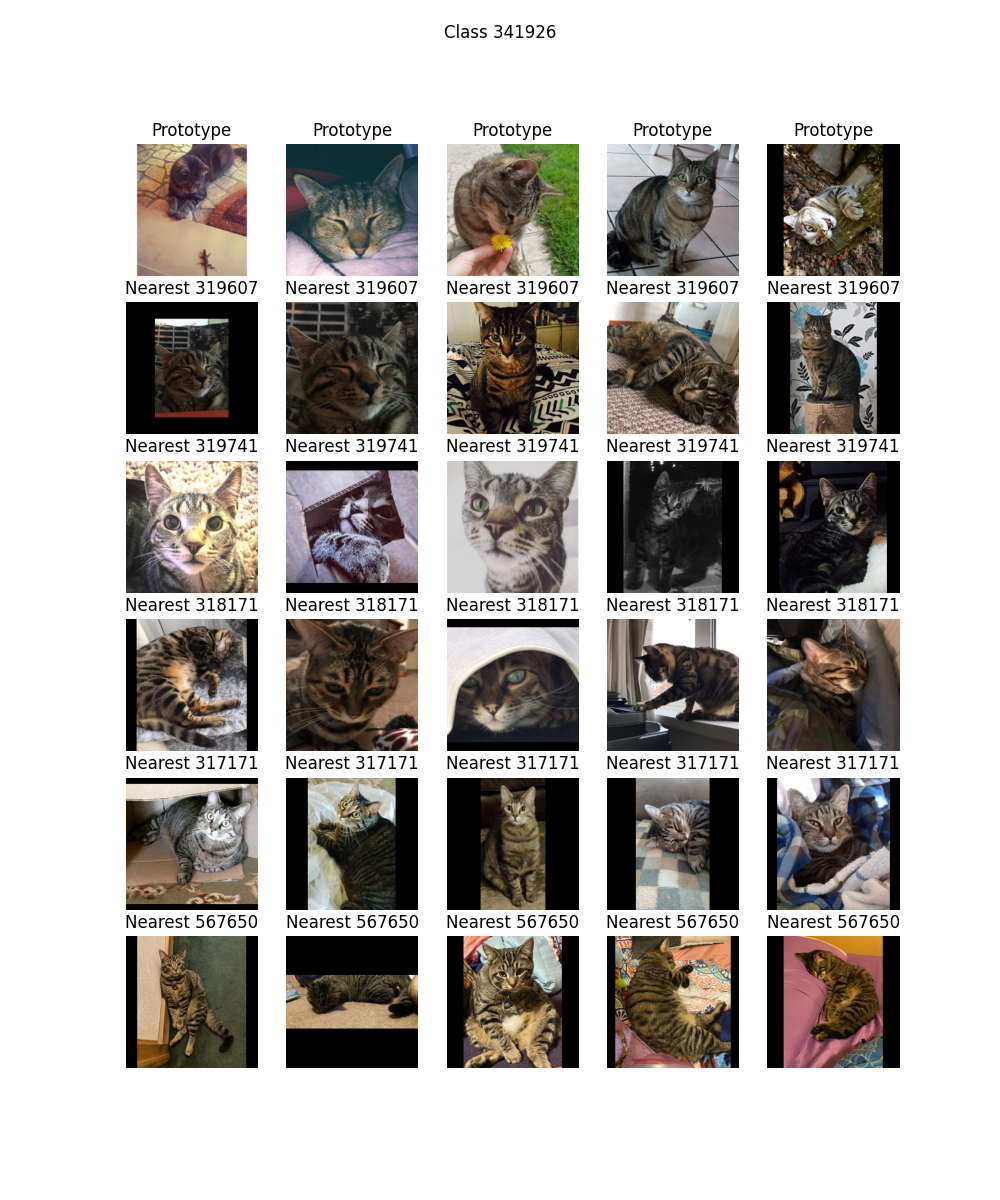 Class 341926
Prototype Prototype Prototype Prototype Prototype
Nearest 319607 Nearest 319607 Nearest 319607 Nearest 319607 Nearest 319607
Nearest 319741 Nearest 319741 Nearest 319741 Nearest 319741 Nearest 319741
Nearest 318171 Nearest 318171 Nearest 318171 Nearest 318171 Nearest 318171
Nearest 317171 Nearest 317171 Nearest 317171 Nearest 317171 Nearest 317171
Nearest 567650 Nearest 567650 Nearest 567650 Nearest 567650 Nearest 567650